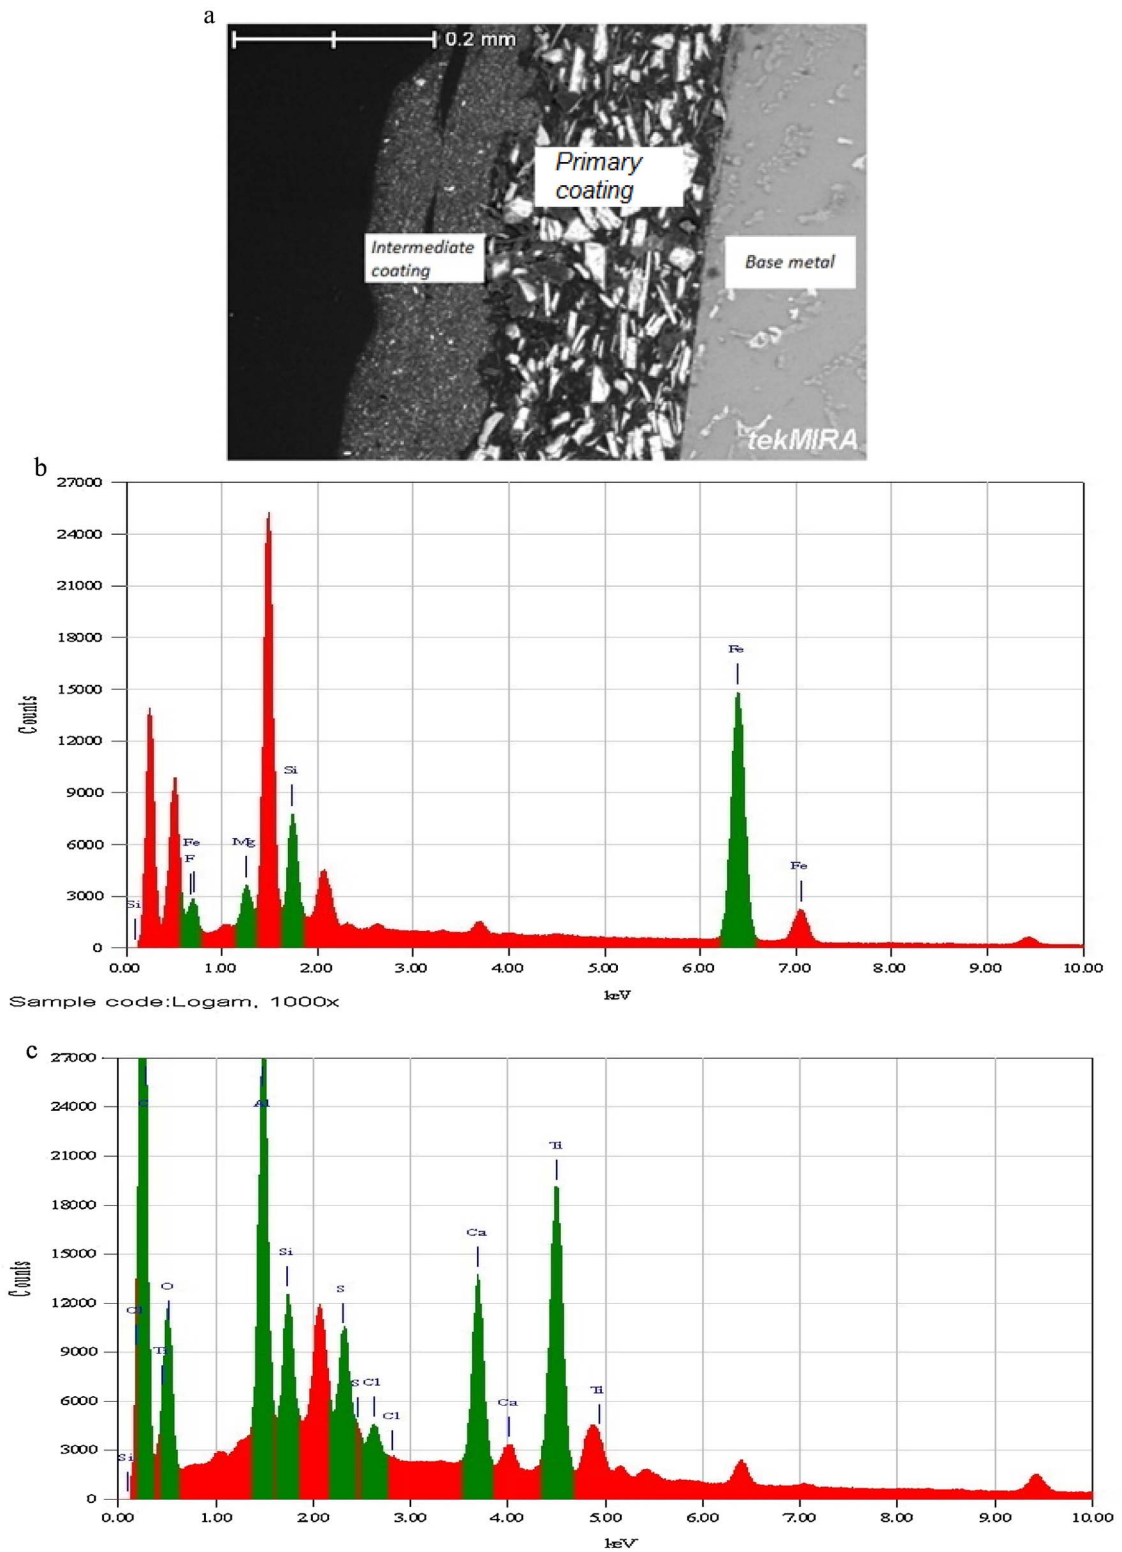 a
0.2 mm
Primary
coating
Intermediate
coating
Base metal
tekMIRA
b
27000
24000
21000
18000
15000
12000
9000
6000
3000
0
Counts
Si
Fe
F
Mg
Si
Fe
Fe
0.00 1.00 2.00 3.00 4.00 5.00 6.00 7.00 8.00 9.00 10.00
keV
Sample code:Logam, 1000x
c
27000
24000
21000
18000
15000
12000
9000
6000
3000
0
Counts
C
Al
Ti
Ca
Si
O
S
Cl
Ti
S Cl
Ti
Ca
Cl
Si
0.00 1.00 2.00 3.00 4.00 5.00 6.00 7.00 8.00 9.00 10.00
keV